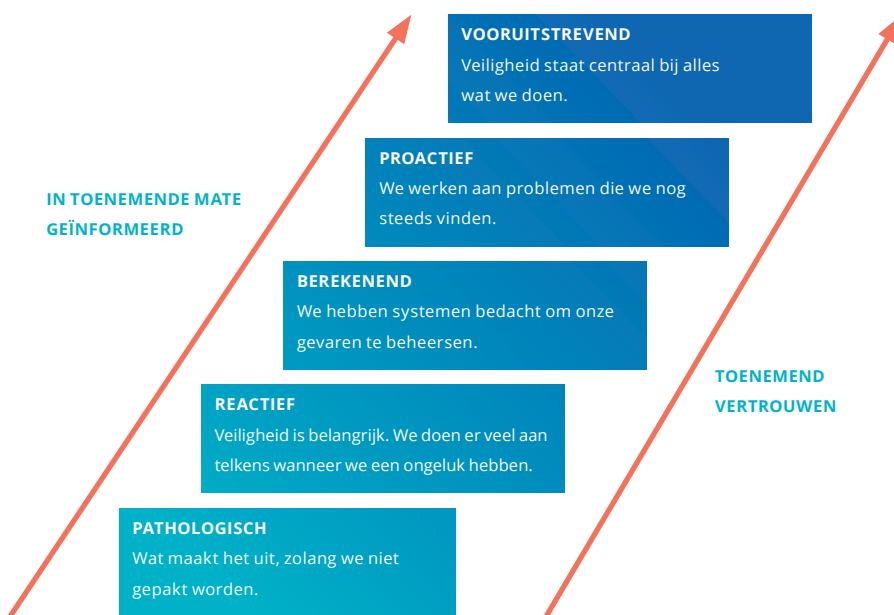 VOORUITSTREVEND
Veiligheid staat centraal bij alles
wat we doen.
PROACTIEF
We werken aan problemen die we nog
steeds vinden.
IN TOENEMENDE MATE
GEÏNFORMEERD
BEREKENEND
We hebben systemen bedacht om onze
gevaren te beheersen.
TOENEMEND
VERTROUWEN
REACTIEF
Veiligheid is belangrijk. We doen er veel aan
telkens wanneer we een ongeluk hebben.
PATHOLOGISCH
Wat maakt het uit, zolang we niet
gepakt worden.